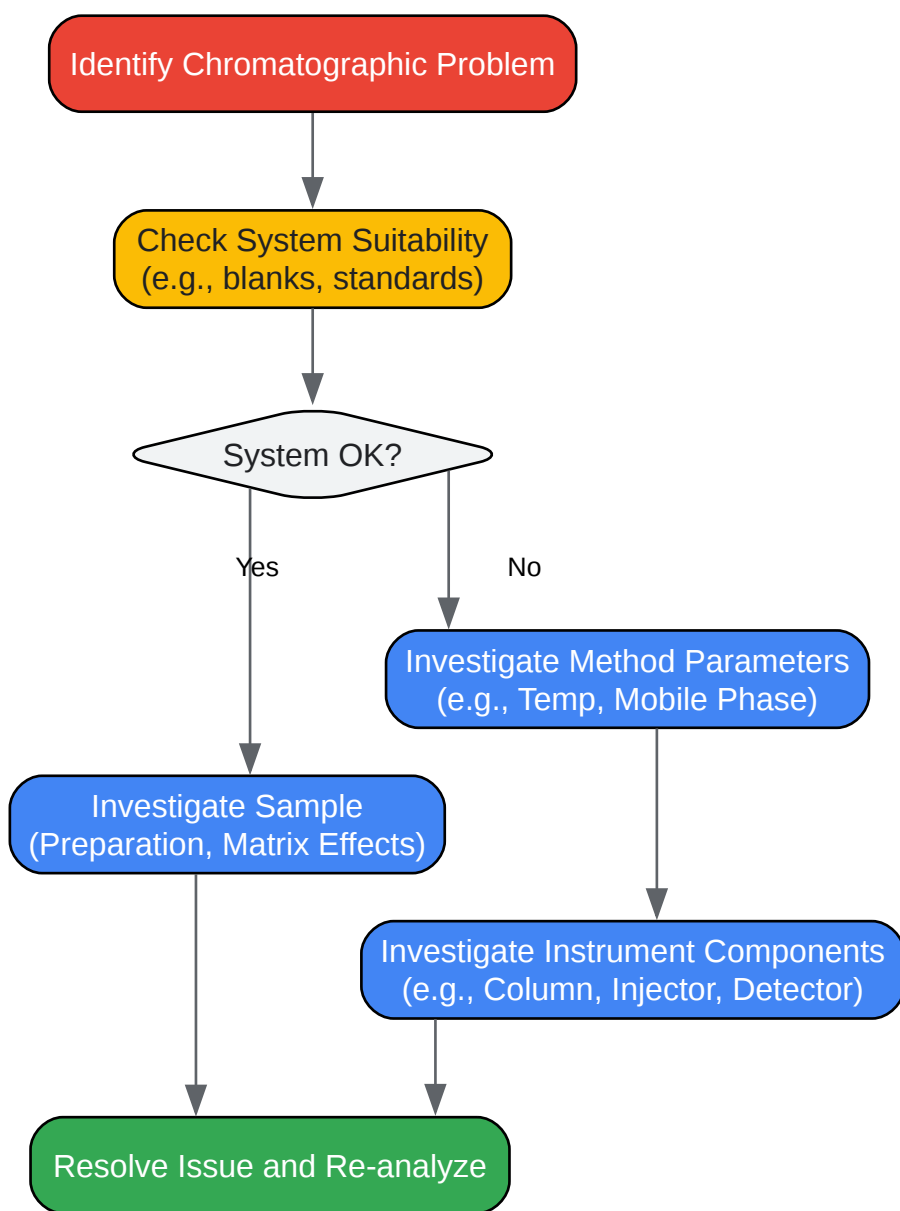 Identify Chromatographic Problem
Check System Suitability
(e.g., blanks, standards)
System OK?
Yes
No
Investigate Method Parameters
(e.g., Temp, Mobile Phase)
Investigate Sample
(Preparation, Matrix Effects)
Investigate Instrument Components
(e.g., Column, Injector, Detector)
Resolve Issue and Re-analyze